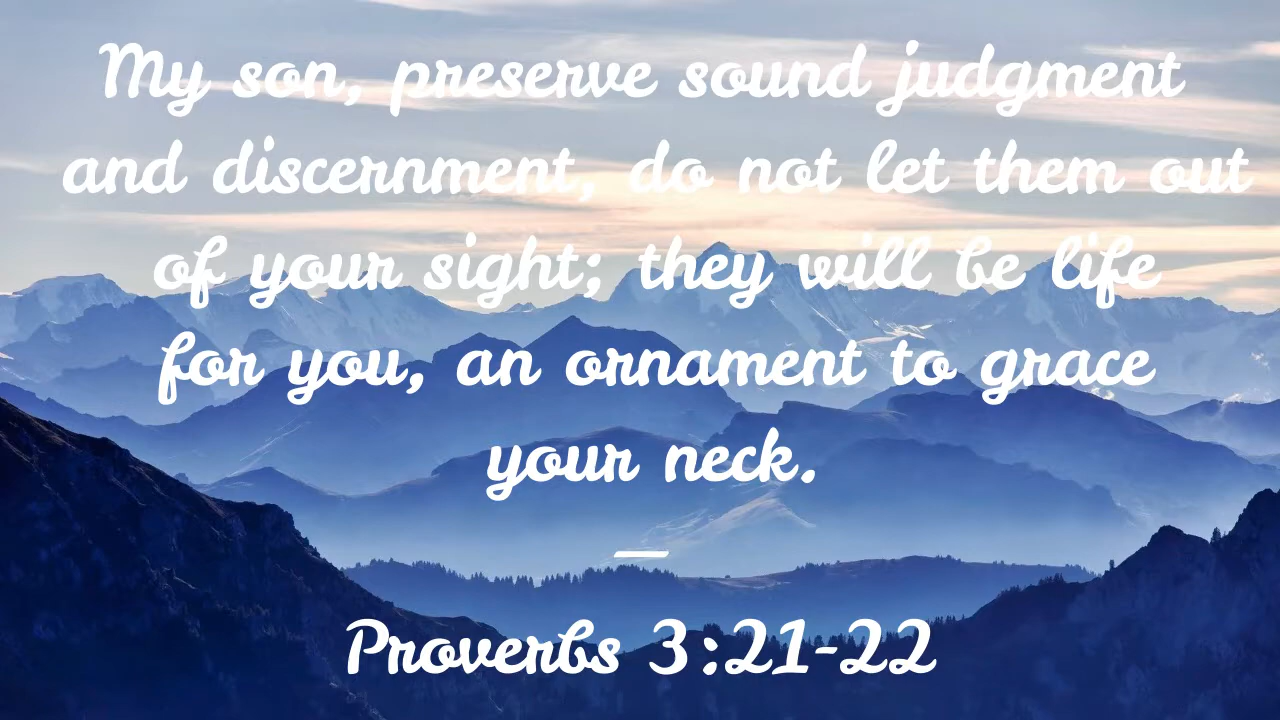 My son, preserve sound judgment
and discernment, do not let them out
of your sight; they will be life
for you, an ornament to grace
your neck.
—
Proverbs 3:21-22